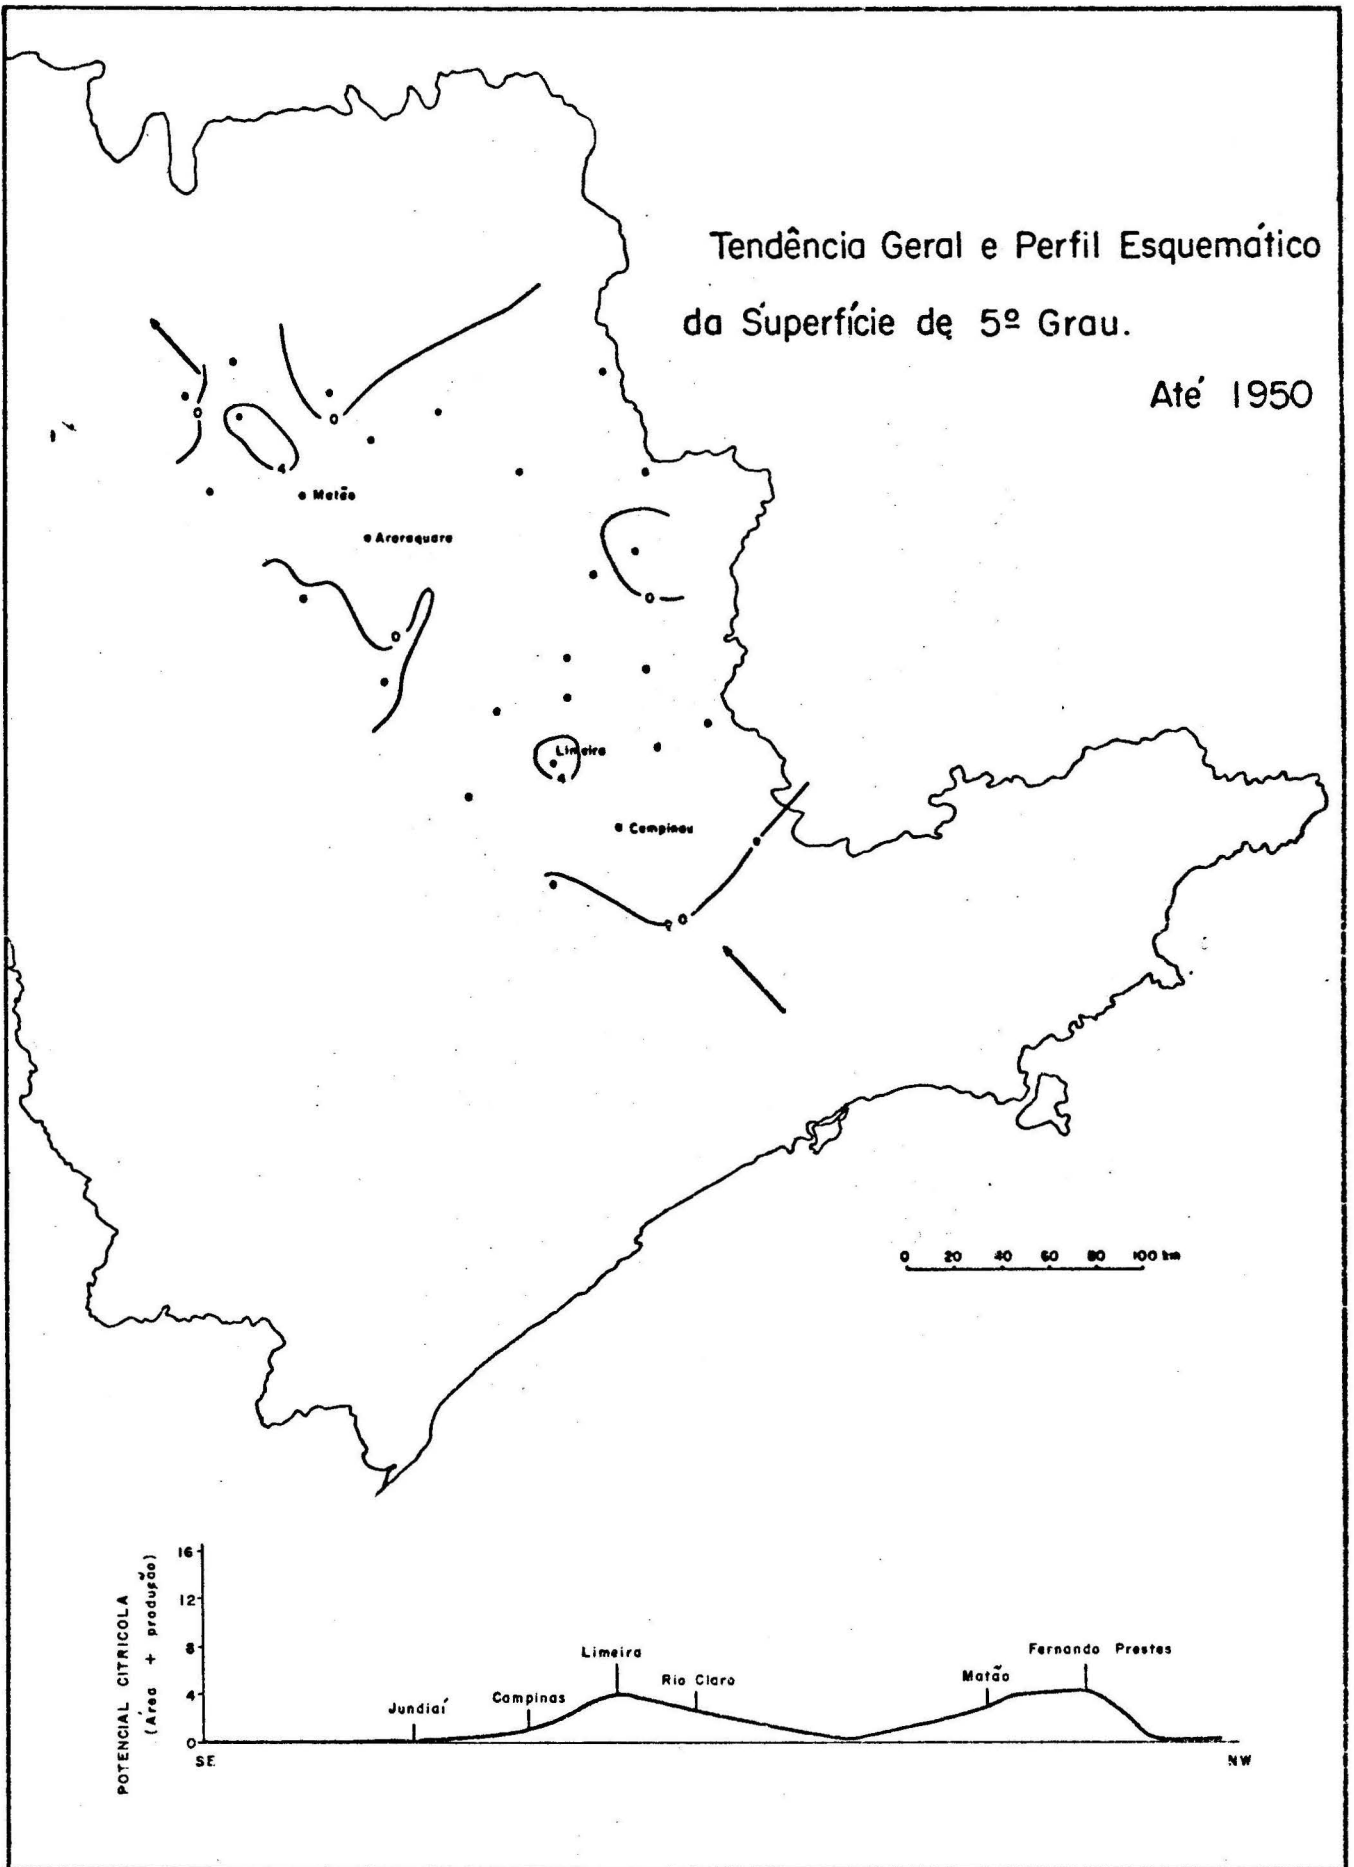 Tendência Geral e Perfil Esquemático
da Superfície de 5º Grau.
Até 1950
0
0
4
Matão
Araraquara
0
0
Limeira
4
Campinas
0
0 20 40 60 80 100 km
POTENCIAL CITRICOLA
(Área + produção)
16
12
8
4
0
Jundiaí
Campinas
Limeira
Rio Claro
Matão
Fernando Prestes
SE
NW